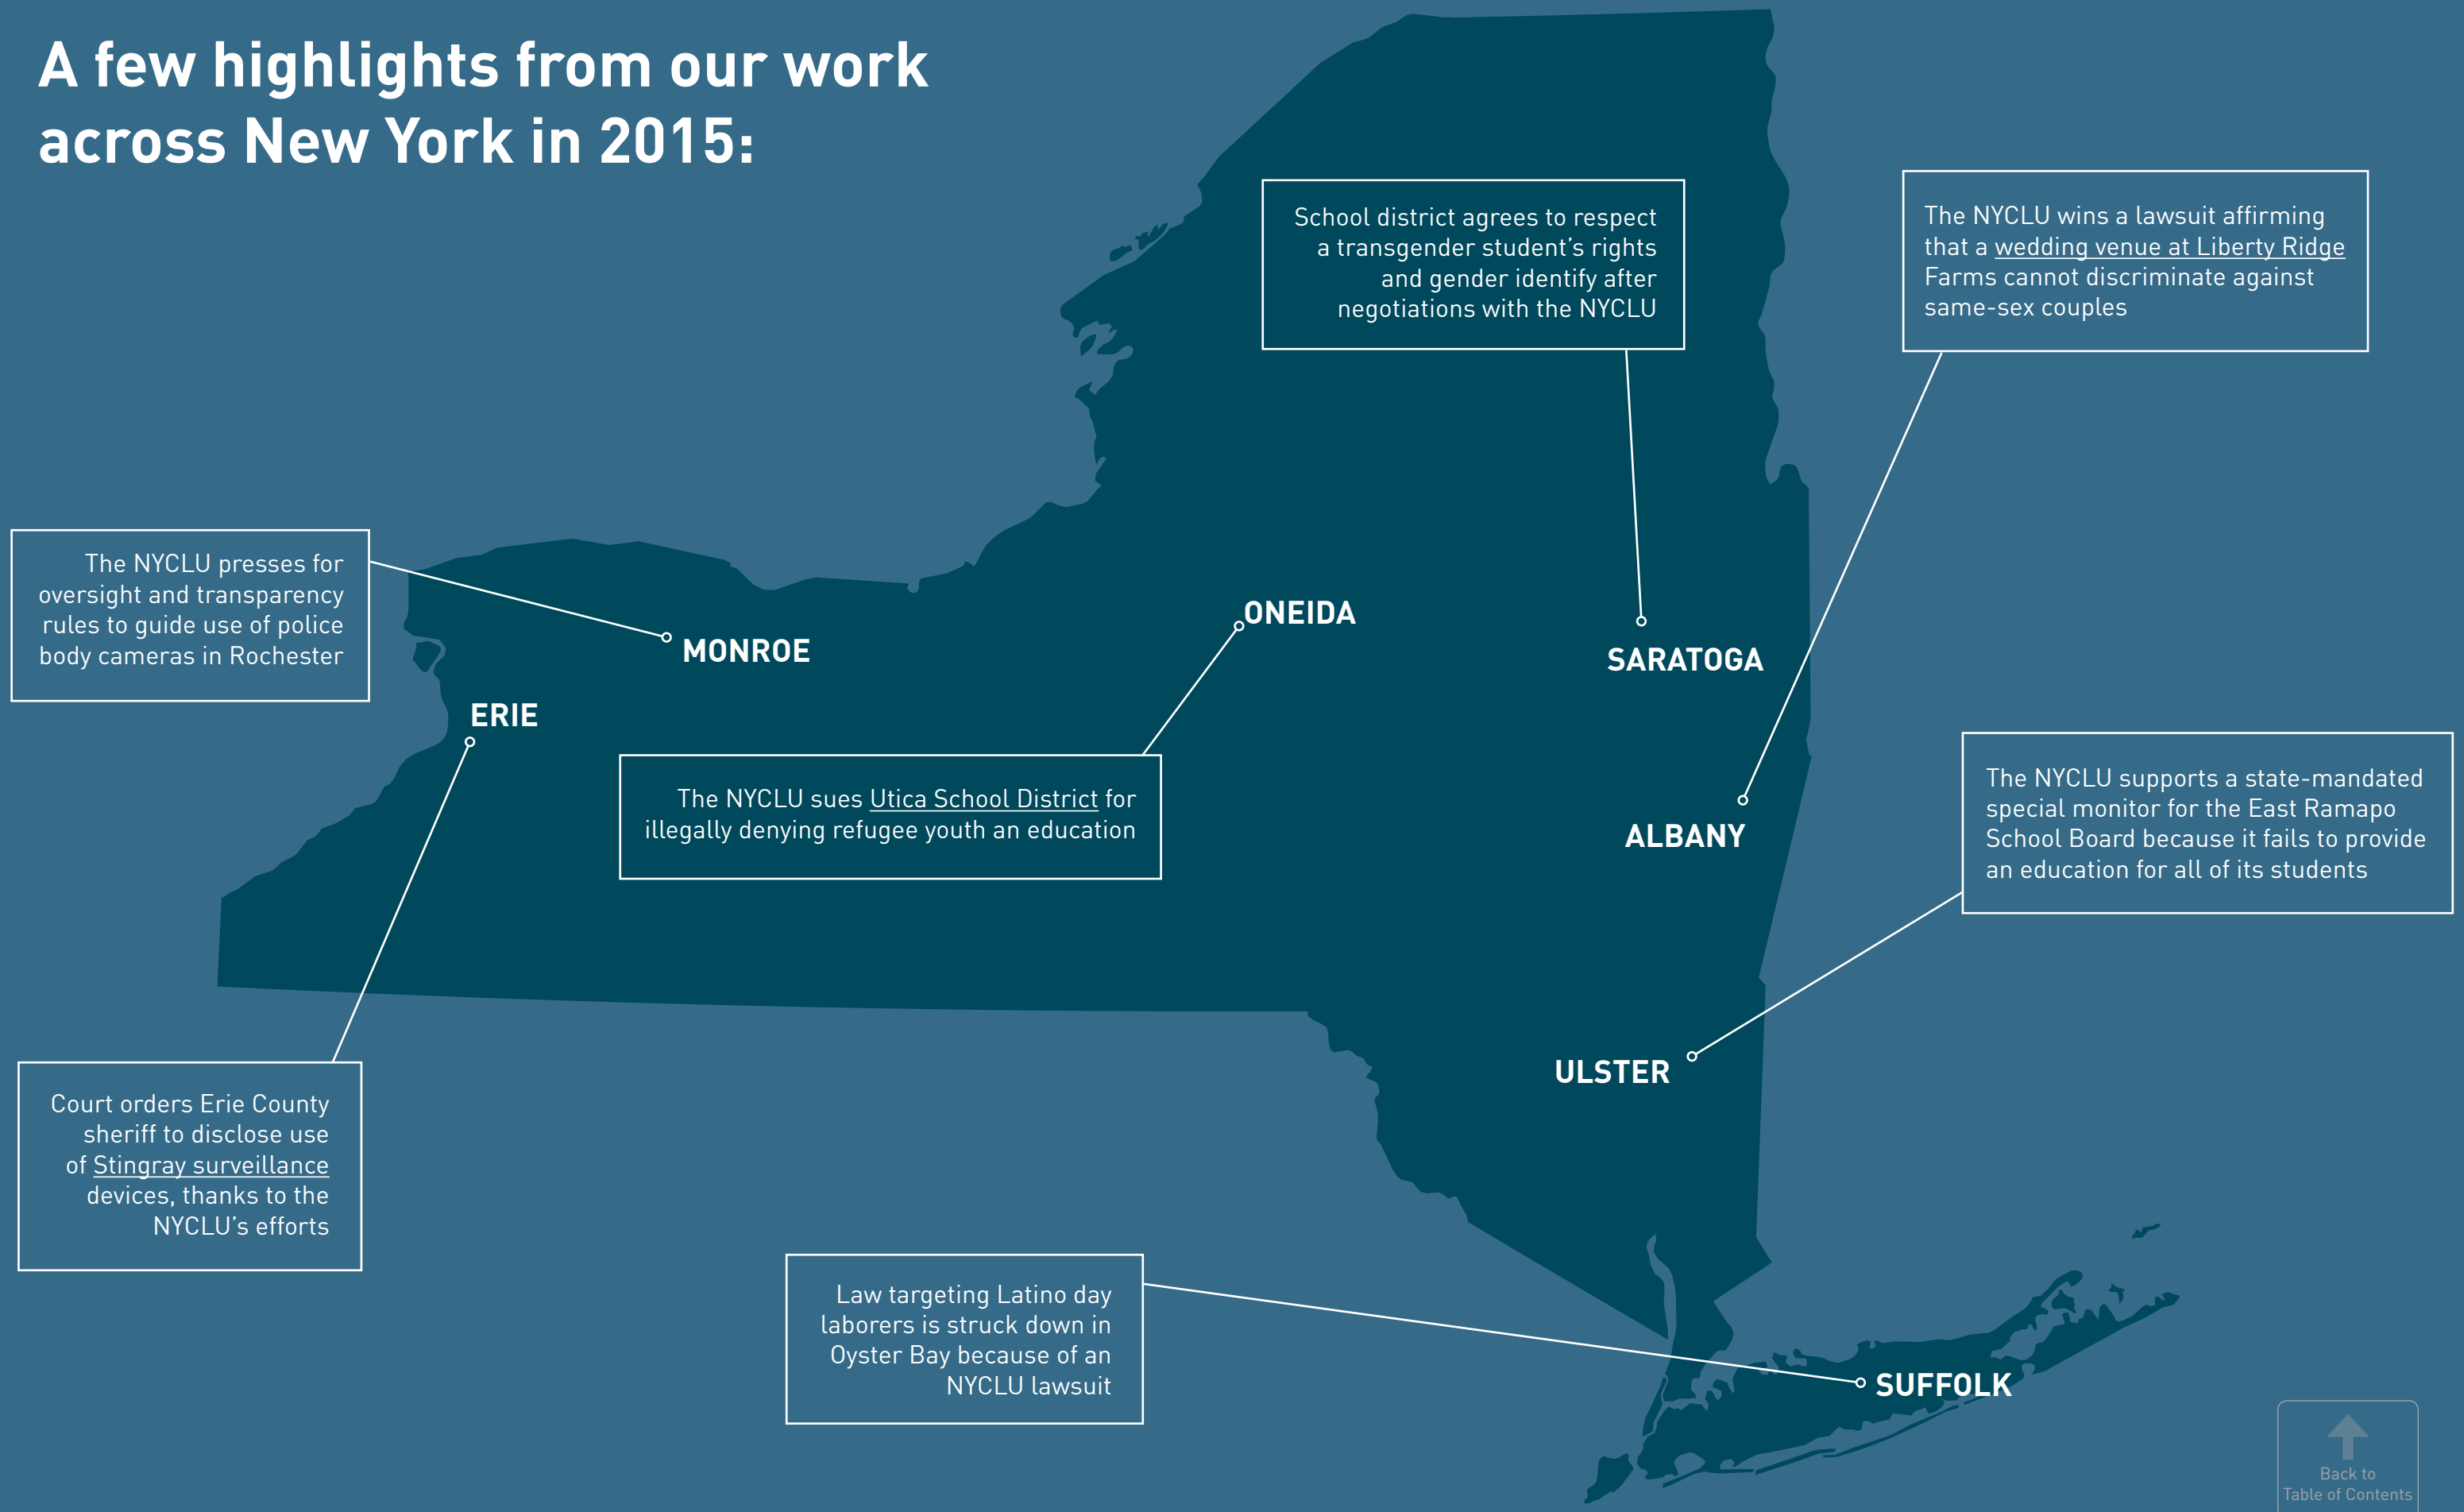 A few highlights from our work
across New York in 2015:
School district agrees to respect
a transgender student’s rights
and gender identify after
negotiations with the NYCLU
The NYCLU wins a lawsuit affirming
that a wedding venue at Liberty Ridge
Farms cannot discriminate against
same-sex couples
The NYCLU presses for
oversight and transparency
rules to guide use of police
body cameras in Rochester
MONROE
ONEIDA
SARATOGA
ERIE
The NYCLU sues Utica School District for
illegally denying refugee youth an education
ALBANY
The NYCLU supports a state-mandated
special monitor for the East Ramapo
School Board because it fails to provide
an education for all of its students
ULSTER
Court orders Erie County
sheriff to disclose use
of Stingray surveillance
devices, thanks to the
NYCLU’s efforts
Law targeting Latino day
laborers is struck down in
Oyster Bay because of an
NYCLU lawsuit
SUFFOLK
Back to
Table of Contents